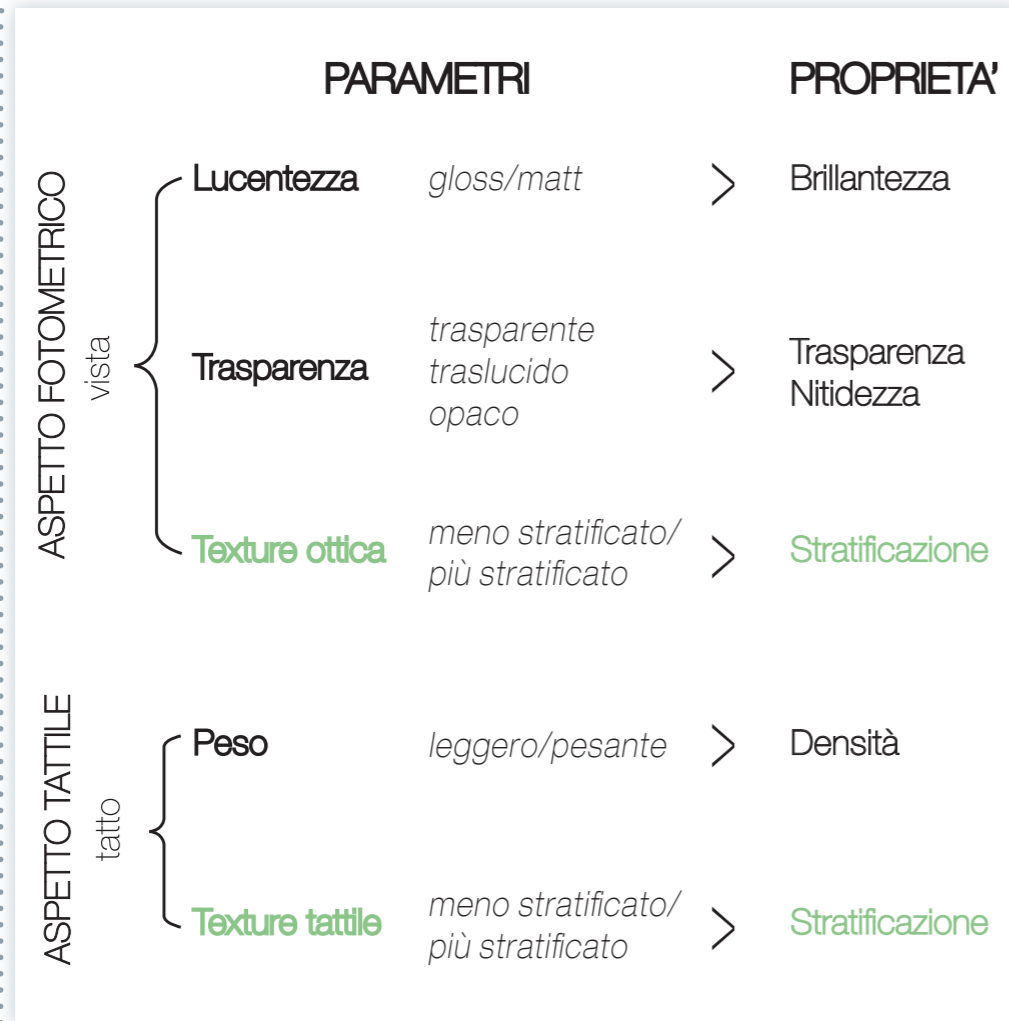 PARAMETRI PROPRIETA'
ASPETTO FOTOMETRICO
vista
Lucentezza gloss/matt > Brillantezza
Trasparenza
trasparente
traslucido
opaco
>
Trasparenza
Nitidezza
Texture ottica
meno stratificato/
più stratificato
>
Stratificazione
ASPETTO TATTILE
tatto
Peso leggero/pesante > Densità
Texture tattile
meno stratificato/
più stratificato
>
Stratificazione